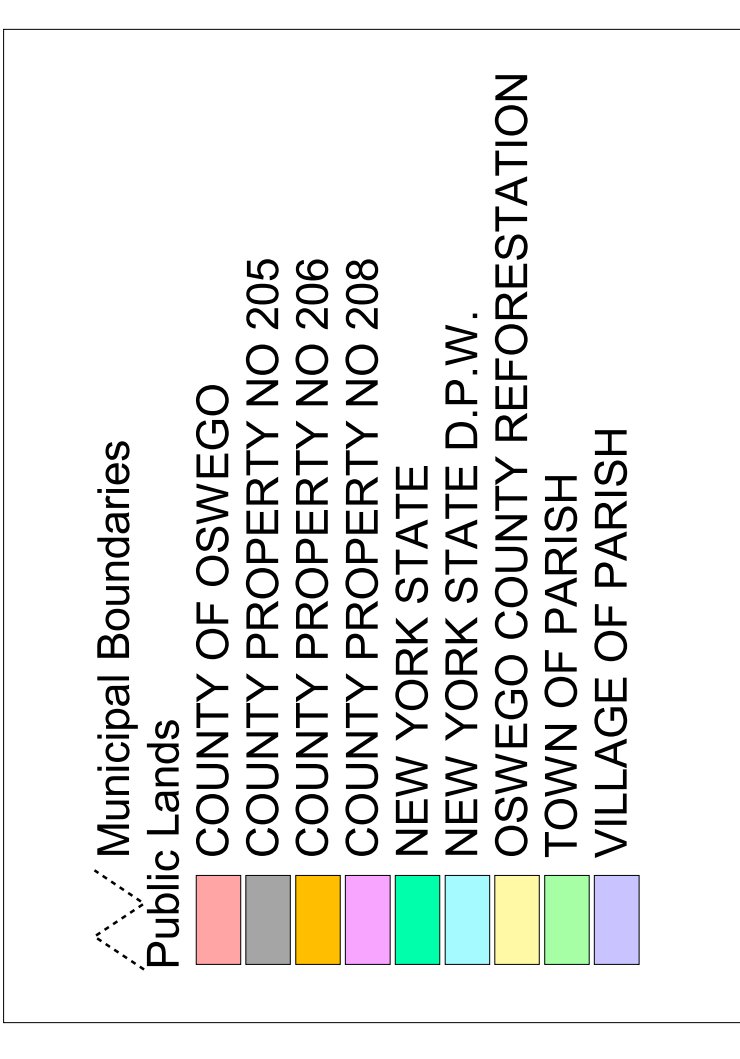 Municipal Boundaries
Public Lands
COUNTY OF OSWEGO
COUNTY PROPERTY NO 205
COUNTY PROPERTY NO 206
COUNTY PROPERTY NO 208
NEW YORK STATE
NEW YORK STATE D.P.W.
OSWEGO COUNTY REFORESTATION
TOWN OF PARISH
VILLAGE OF PARISH